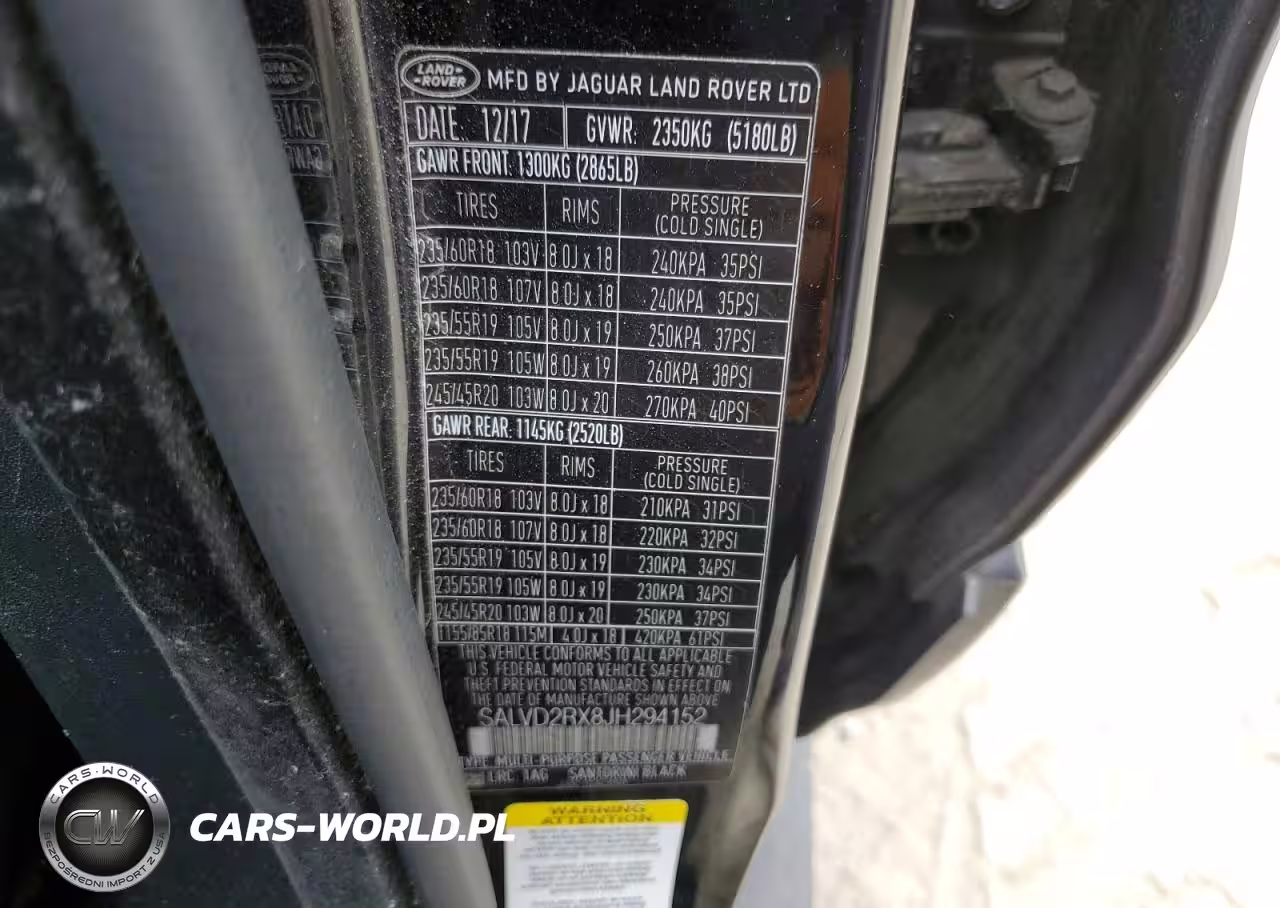 LAND ROVER MFD BY JAGUAR LAND ROVER LTD
DATE: 12/17 GVWR: 2350KG (5180LB)
GAWR FRONT: 1300KG (2865LB)
TIRES RIMS PRESSURE (COLD SINGLE)
235/60R18 103V 8.0J x 18 240KPA 35PSI
235/60R18 107V 8.0J x 18 240KPA 35PSI
235/55R19 105V 8.0J x 19 250KPA 37PSI
235/55R19 105W 8.0J x 19 260KPA 38PSI
245/45R20 103W 8.0J x 20 270KPA 40PSI
GAWR REAR: 1145KG (2520LB)
TIRES RIMS PRESSURE (COLD SINGLE)
235/60R18 103V 8.0J x 18 210KPA 31PSI
235/60R18 107V 8.0J x 18 220KPA 32PSI
235/55R19 105V 8.0J x 19 230KPA 34PSI
235/55R19 105W 8.0J x 19 230KPA 34PSI
245/45R20 103W 8.0J x 20 250KPA 37PSI
T155/85R18 115M 4.0J x 18 420KPA 61PSI
THIS VEHICLE CONFORMS TO ALL APPLICABLE
U.S. FEDERAL MOTOR VEHICLE SAFETY AND
THEFT PREVENTION STANDARDS IN EFFECT ON
THE DATE OF MANUFACTURE SHOWN ABOVE
SALVD2RX8JH294152
TYPE: MULTI PURPOSE PASSENGER VEHICLE
LRC: 1AG SANTORINI BLACK
WARNING
ATTENTION
CARS-WORLD
CW
BEZPOŚREDNI IMPORT Z USA
CARS-WORLD.PL